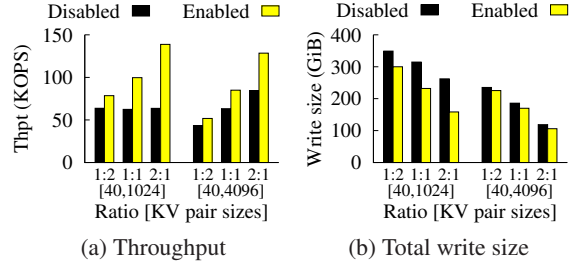 Disabled Enabled
Thpt (KOPS)
150
100
50
0
1:2 1:1 2:1 1:2 1:1 2:1
[40,1024] [40,4096]
Ratio [KV pair sizes]
(a) Throughput
Disabled Enabled
Write size (GiB)
400
300
200
100
0
1:2 1:1 2:1 1:2 1:1 2:1
[40,1024] [40,4096]
Ratio [KV pair sizes]
(b) Total write size